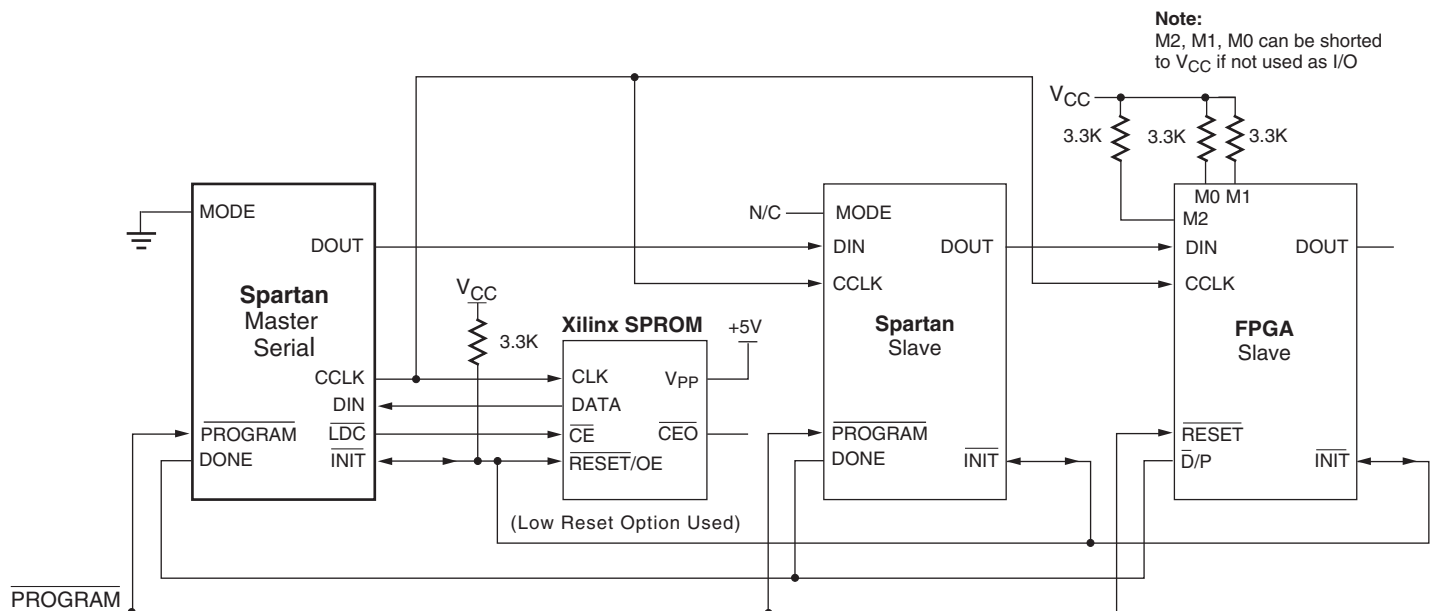 Note:
M2, M1, M0 can be shorted
to VCC if not used as I/O
VCC
3.3K
3.3K
3.3K
M0 M1
M2
DIN
DOUT
CCLK
FPGA
Slave
RESET
D/P
INIT
N/C
MODE
DIN
DOUT
CCLK
Spartan
Slave
PROGRAM
DONE
INIT
MODE
DOUT
Spartan
Master
Serial
CCLK
DIN
PROGRAM
LDC
DONE
INIT
VCC
3.3K
Xilinx SPROM
+5V
CLK
VPP
DATA
CE
CEO
RESET/OE
(Low Reset Option Used)
PROGRAM